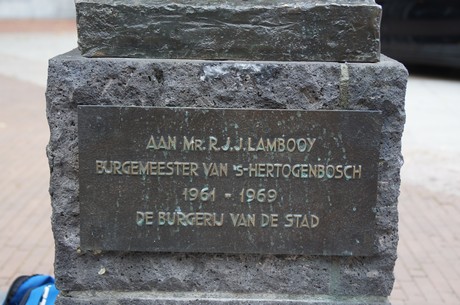 AAN Mr. R.J.J. LAMBOOY
BURGEMEESTER VAN 'S-HERTOGENBOSCH
1961 - 1969
DE BURGERIJ VAN DE STAD